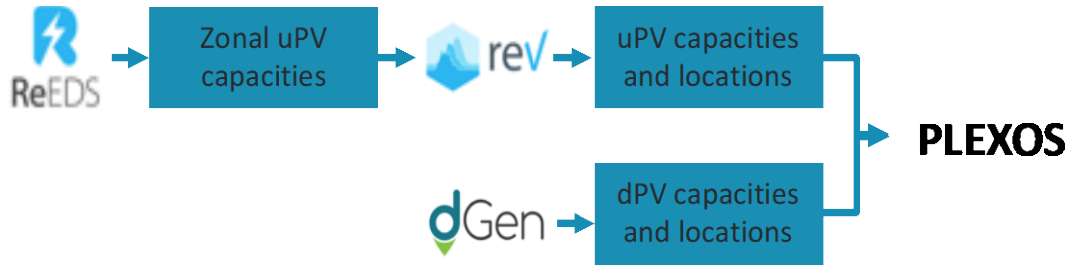 ReEDS
Zonal uPV
capacities
reV
uPV capacities
and locations
PLEXOS
dGen
dPV capacities
and locations